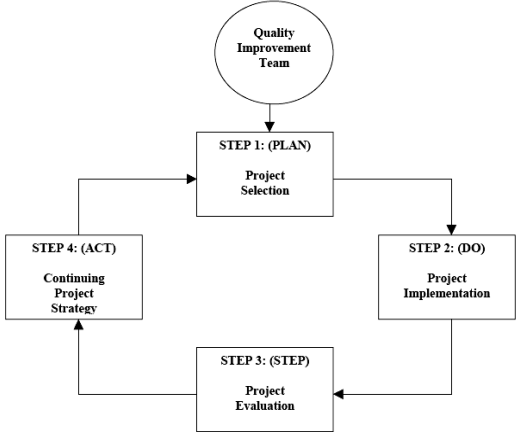 Quality
Improvement
Team
STEP 1: (PLAN)
Project
Selection
STEP 4: (ACT)
Continuing
Project
Strategy
STEP 2: (DO)
Project
Implementation
STEP 3: (STEP)
Project
Evaluation